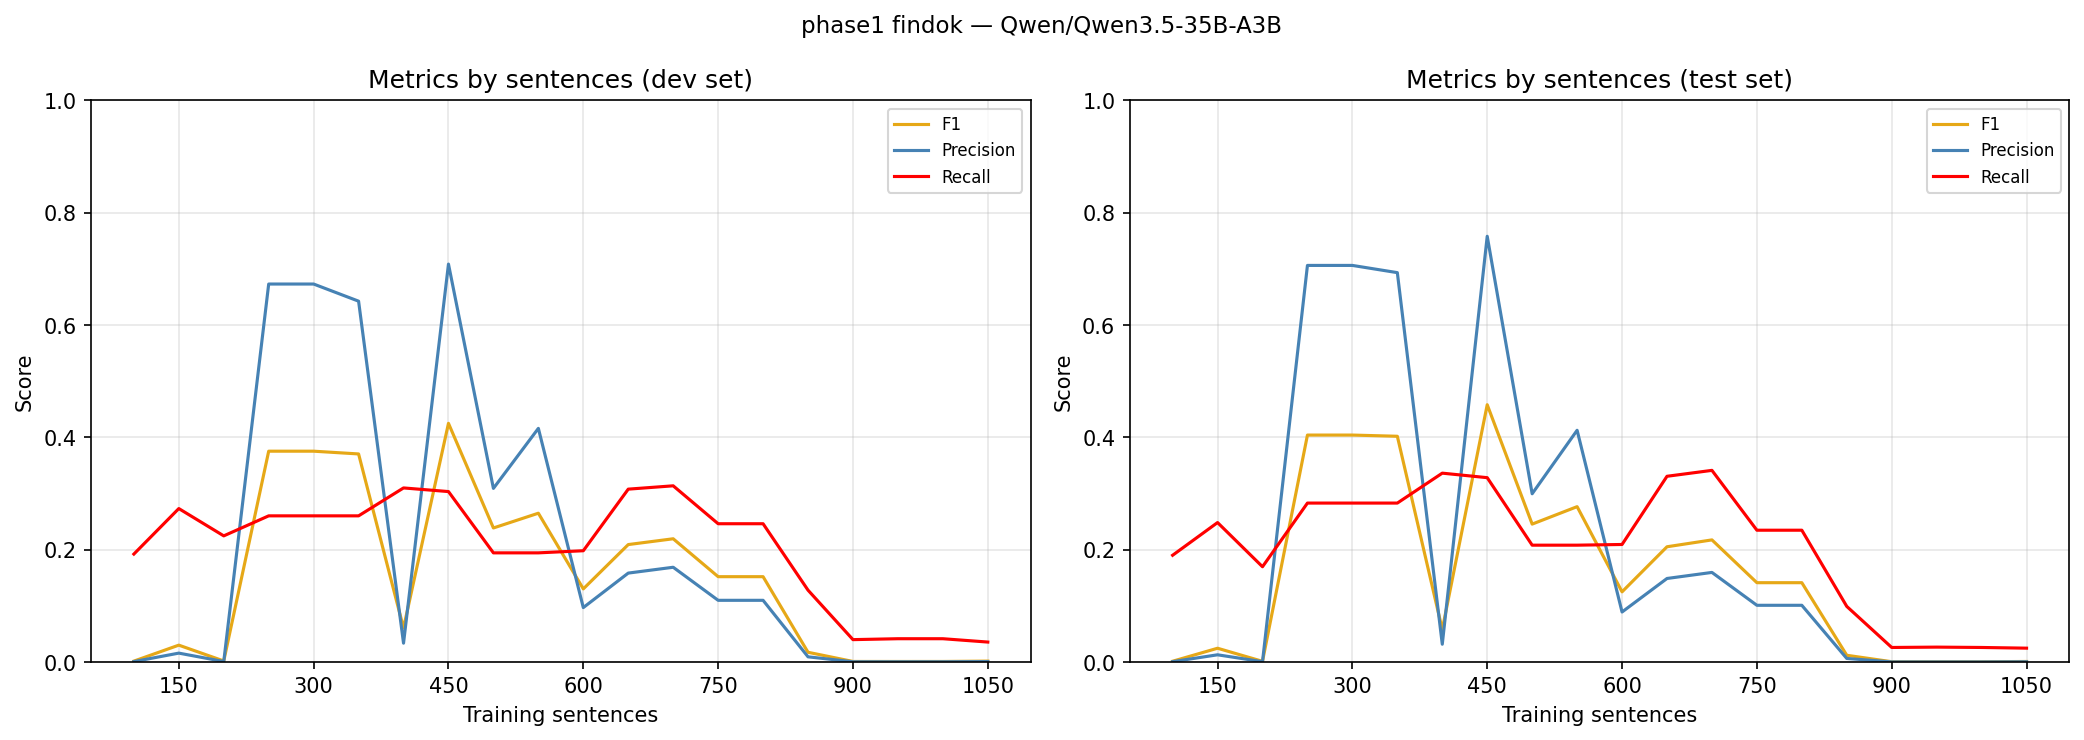 phase1 findok — Qwen/Qwen3.5-35B-A3B
Metrics by sentences (dev set)
1.0
0.8
0.6
0.4
0.2
0.0
Score
150 300 450 600 750 900 1050
Training sentences
F1
Precision
Recall
Metrics by sentences (test set)
1.0
0.8
0.6
0.4
0.2
0.0
Score
150 300 450 600 750 900 1050
Training sentences
F1
Precision
Recall